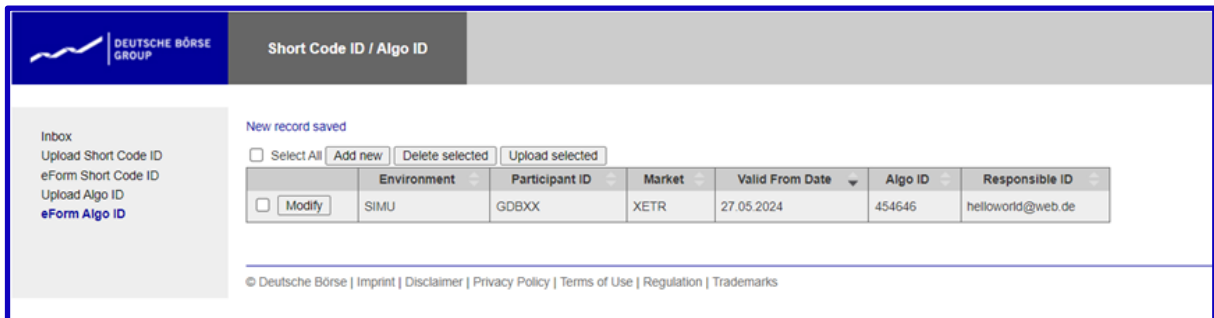 DEUTSCHE BÖRSE
GROUP
Short Code ID / Algo ID
Inbox
Upload Short Code ID
eForm Short Code ID
Upload Algo ID
eForm Algo ID
New record saved
Select All Add new Delete selected Upload selected
Environment Participant ID Market Valid From Date Algo ID Responsible ID
Modify SIMU GDBXX XETR 27.05.2024 454646 helloworld@web.de
© Deutsche Börse | Imprint | Disclaimer | Privacy Policy | Terms of Use | Regulation | Trademarks